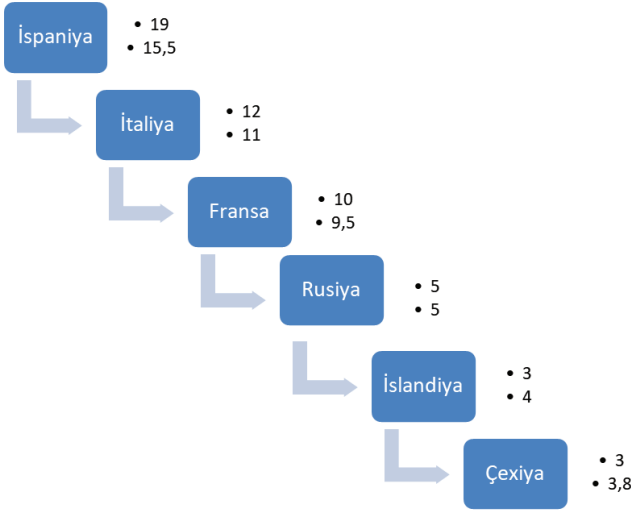 İspaniya
• 19
• 15,5
İtaliya
• 12
• 11
Fransa
• 10
• 9,5
Rusiya
• 5
• 5
İslandiya
• 3
• 4
Çexiya
• 3
• 3,8